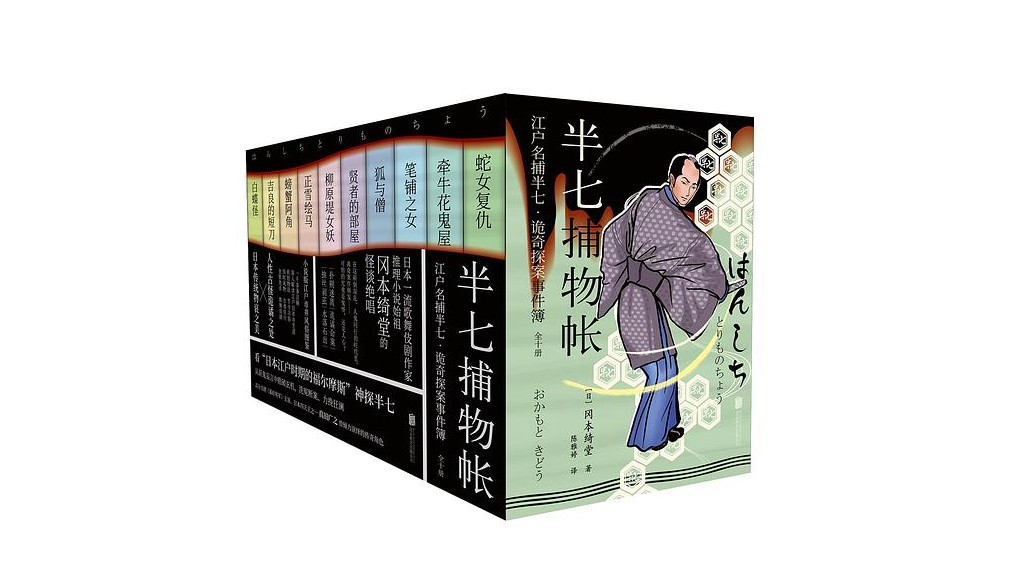 はんしちとりものちょう
蛇女复仇
牵牛花鬼屋
笔铺之女
狐与僧
贤者的部屋
柳原堤女妖
正雪绘马
螃蟹阿角
吉良的短刀
白蝶怪
半七捕物帐
江户名捕半七·诡奇探案事件簿
全十册
日本一流歌舞伎剧作家
推理小说始祖
冈本绮堂的
怪谈绝唱
人性古怪诡谲之处
日本传统物哀之美
看“日本江户时期的福尔摩斯”神探半七
半七捕物帐
江户名捕半七·诡奇探案事件簿
はんしち
とりものちょう
[日]冈本绮堂 著
陈雅婷 译
おかもと きどう